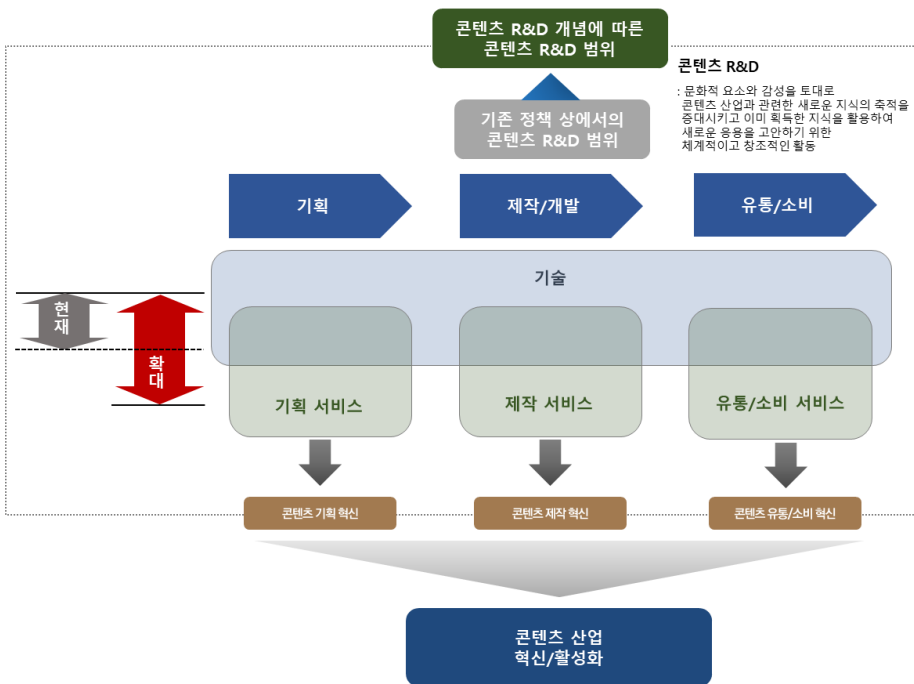 콘텐츠 R&D 개념에 따른
콘텐츠 R&D 범위
콘텐츠 R&D
: 문화적 요소와 감성을 토대로
콘텐츠 산업과 관련한 새로운 지식의 축적을
증대시키고 이미 획득한 지식을 활용하여
새로운 응용을 고안하기 위한
체계적이고 창조적인 활동
기존 정책 상에서의
콘텐츠 R&D 범위
기획
제작/개발
유통/소비
기술
현
재
확
대
기획 서비스
제작 서비스
유통/소비 서비스
콘텐츠 기획 혁신
콘텐츠 제작 혁신
콘텐츠 유통/소비 혁신
콘텐츠 산업
혁신/활성화